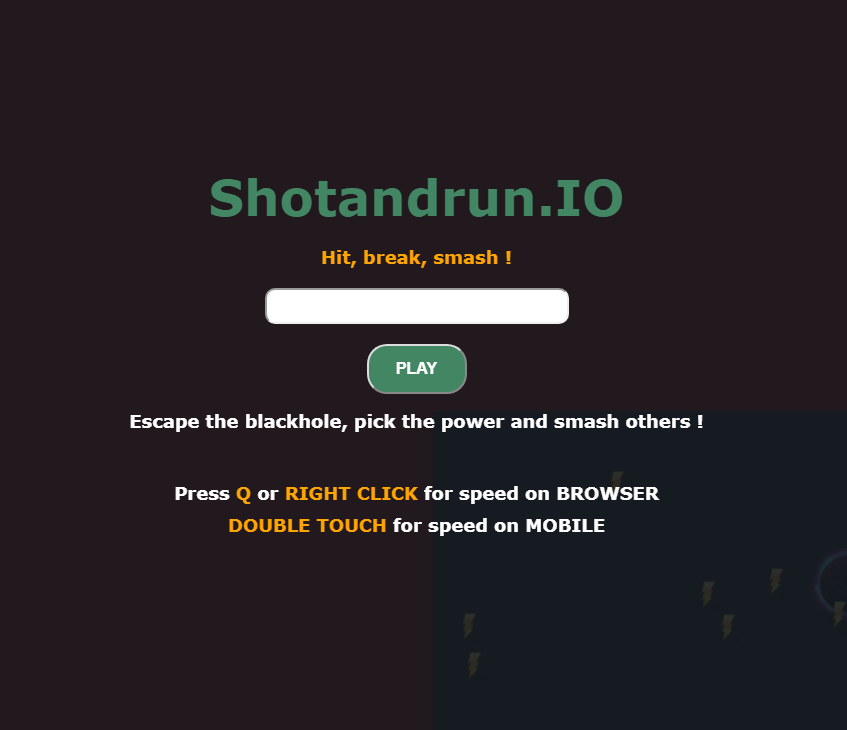 Shotandrun.IO
Hit, break, smash !
PLAY
Escape the blackhole, pick the power and smash others !
Press Q or RIGHT CLICK for speed on BROWSER
DOUBLE TOUCH for speed on MOBILE